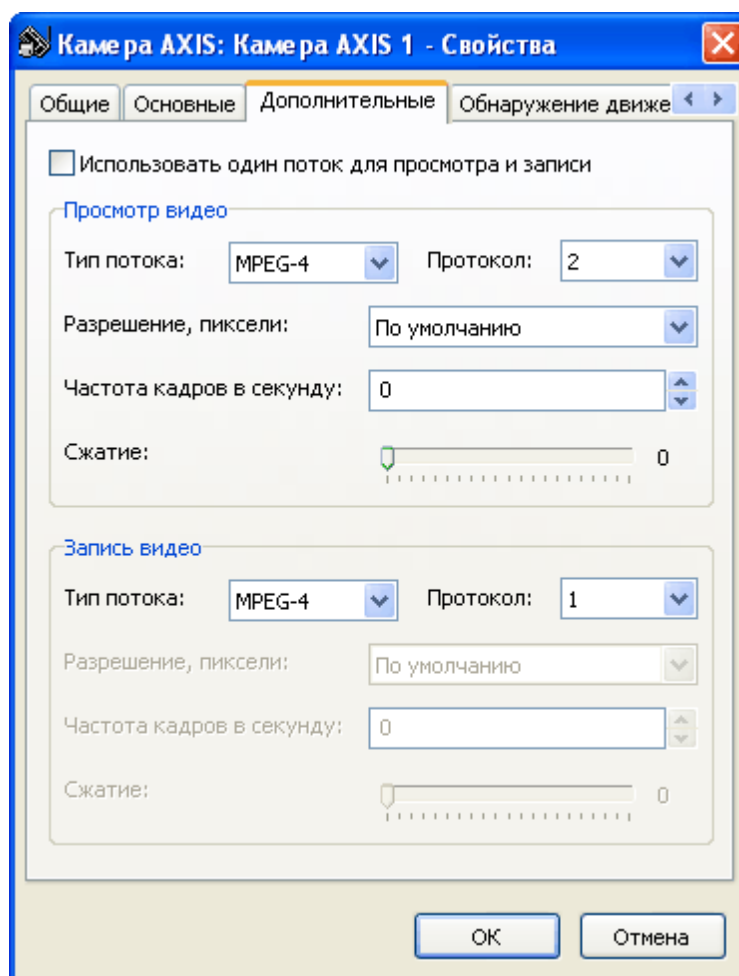 Камера AXIS: Камера AXIS 1 - Свойства
Общие Основные Дополнительные Обнаружение движе
Использовать один поток для просмотра и записи
Просмотр видео
Тип потока: MPEG-4 Протокол: 2
Разрешение, пиксели: По умолчанию
Частота кадров в секунду: 0
Сжатие: 0
Запись видео
Тип потока: MPEG-4 Протокол: 1
Разрешение, пиксели: По умолчанию
Частота кадров в секунду: 0
Сжатие: 0
ОК Отмена